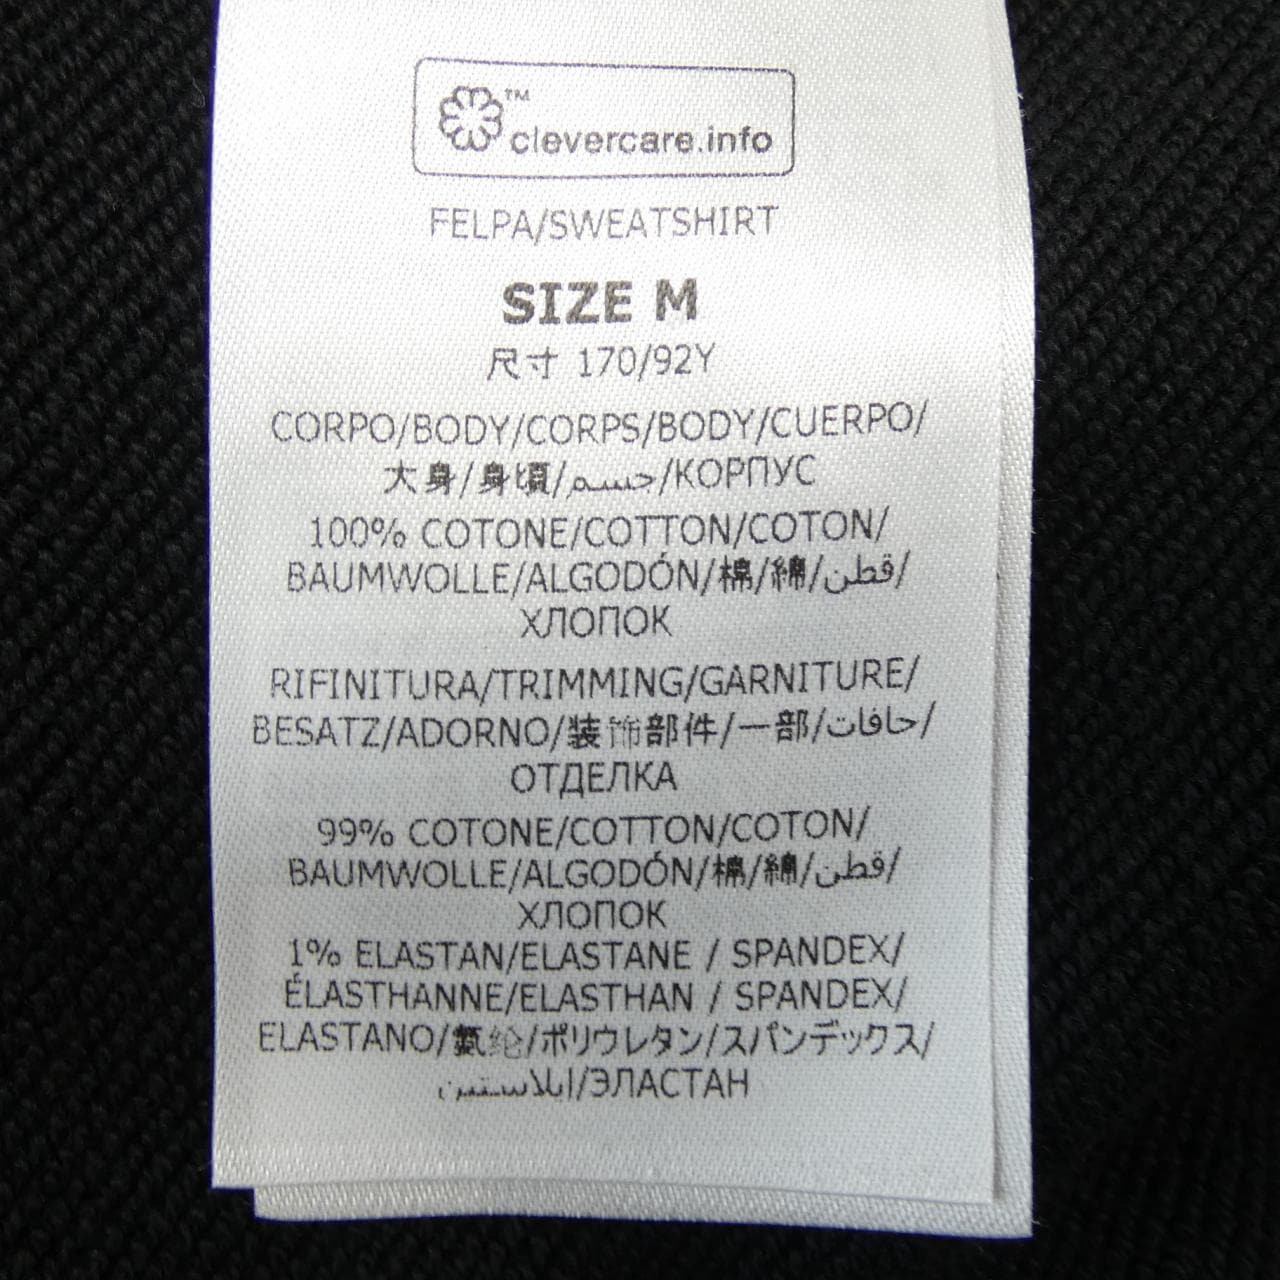 ™
clevercare.info
FELPA/SWEATSHIRT
SIZE M
尺寸 170/92Y
CORPO/BODY/CORPS/BODY/CUERPO/
大身/身頃/جسم/КОРПУС
100% COTONE/COTTON/COTON/
BAUMWOLLE/ALGODÓN/棉/綿/قطن/
ХЛОПОК
RIFINITURA/TRIMMING/GARNITURE/
BESATZ/ADORNO/装饰部件/一部/حافات/
ОТДЕЛКА
99% COTONE/COTTON/COTON/
BAUMWOLLE/ALGODÓN/棉/綿/قطن/
ХЛОПОК
1% ELASTAN/ELASTANE / SPANDEX/
ÉLASTHANNE/ELASTHAN / SPANDEX/
ELASTANO/氨纶/ポリウレタン/スパンデックス/
ايلاستين/ЭЛАСТАН